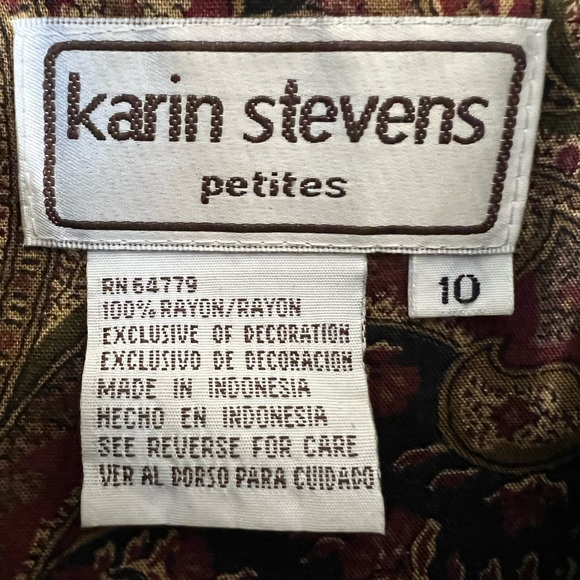 karin stevens
petites
10
RN 64779
100% RAYON/RAYON
EXCLUSIVE OF DECORATION
EXCLUSIVO DE DECORACION
MADE IN INDONESIA
HECHO EN INDONESIA
SEE REVERSE FOR CARE
VER AL DORSO PARA CUIDADO